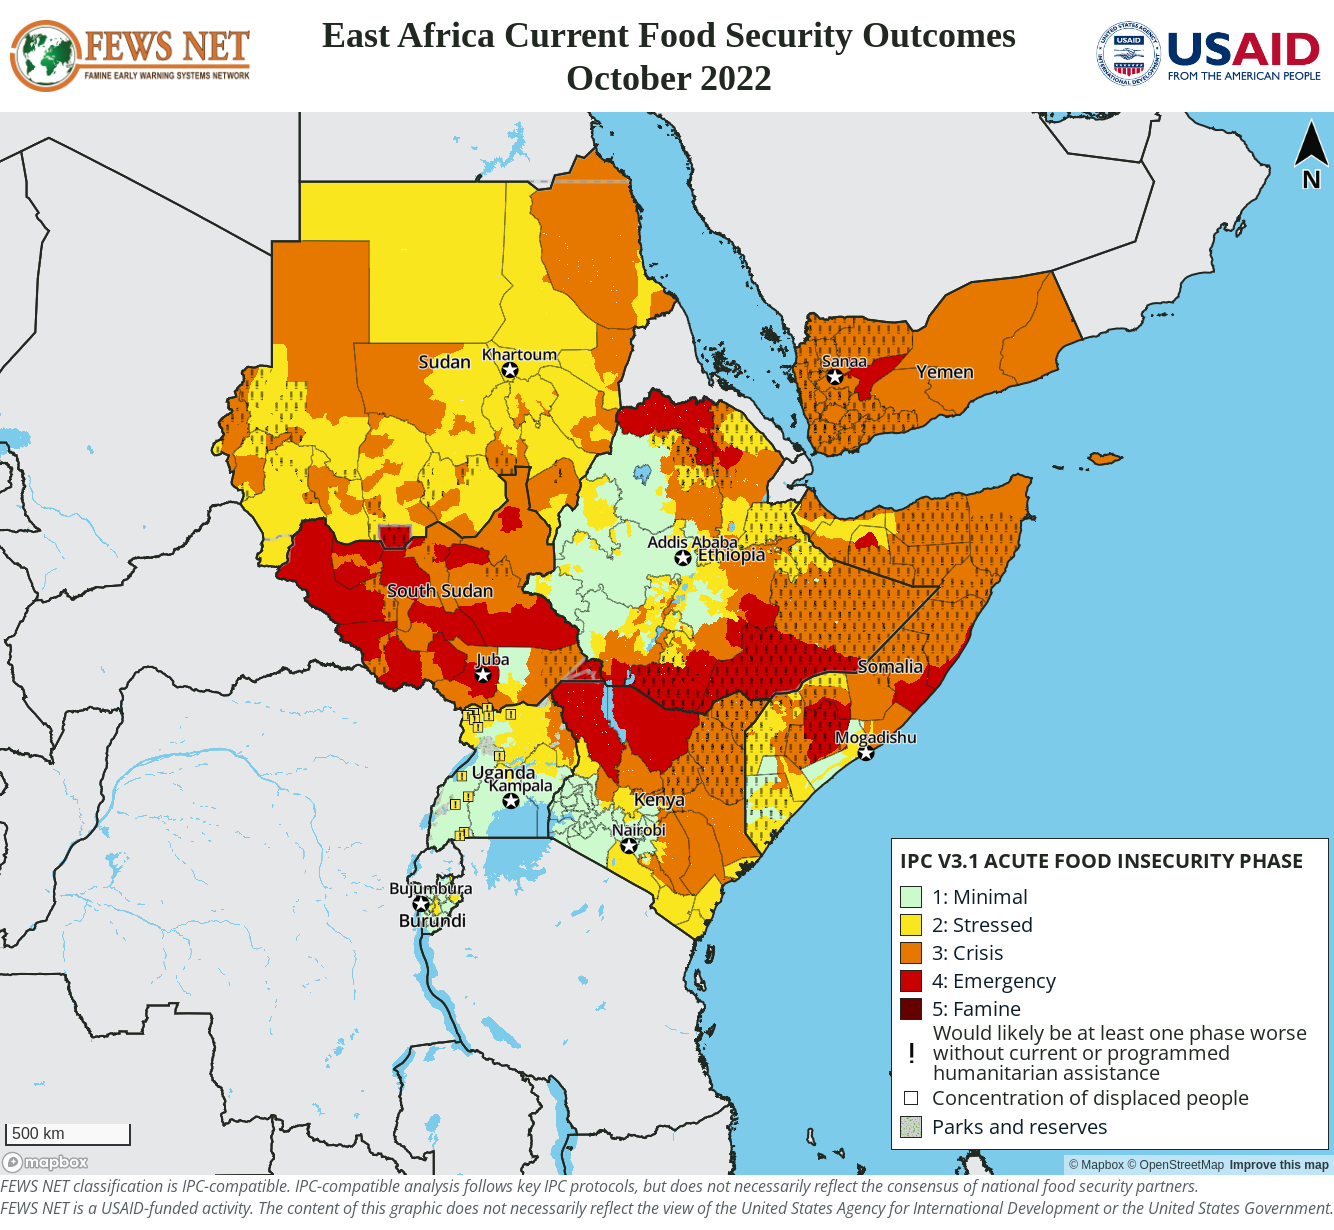 FEWS NET
FAMINE EARLY WARNING SYSTEMS NETWORK
East Africa Current Food Security Outcomes
October 2022
UNITED STATES AGENCY
USAID
INTERNATIONAL DEVELOPMENT
USAID
FROM THE AMERICAN PEOPLE
N
Sudan
Khartoum
Sanaa
Yemen
Addis Ababa
Ethiopia
South Sudan
Juba
Somalia
Mogadishu
Uganda
Kampala
Kenya
Nairobi
Bujumbura
Burundi
IPC V3.1 ACUTE FOOD INSECURITY PHASE
1: Minimal
2: Stressed
3: Crisis
4: Emergency
5: Famine
! Would likely be at least one phase worse
without current or programmed
humanitarian assistance
Concentration of displaced people
Parks and reserves
500 km
mapbox
© Mapbox © OpenStreetMap Improve this map
FEWS NET classification is IPC-compatible. IPC-compatible analysis follows key IPC protocols, but does not necessarily reflect the consensus of national food security partners.
FEWS NET is a USAID-funded activity. The content of this graphic does not necessarily reflect the view of the United States Agency for International Development or the United States Government.